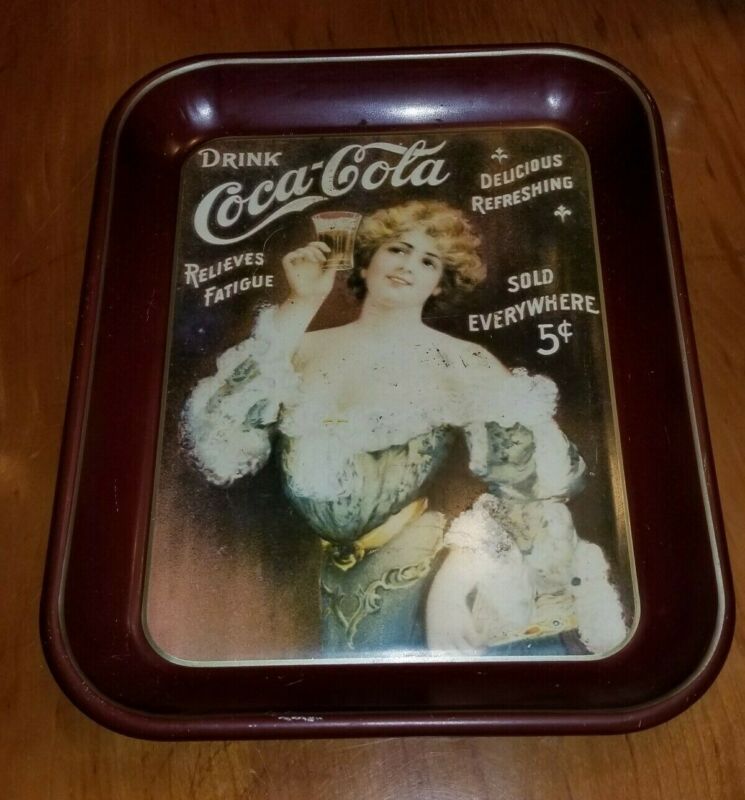 DRINK
Coca-Cola
DELICIOUS
REFRESHING
RELIEVES
FATIGUE
SOLD
EVERYWHERE
5¢